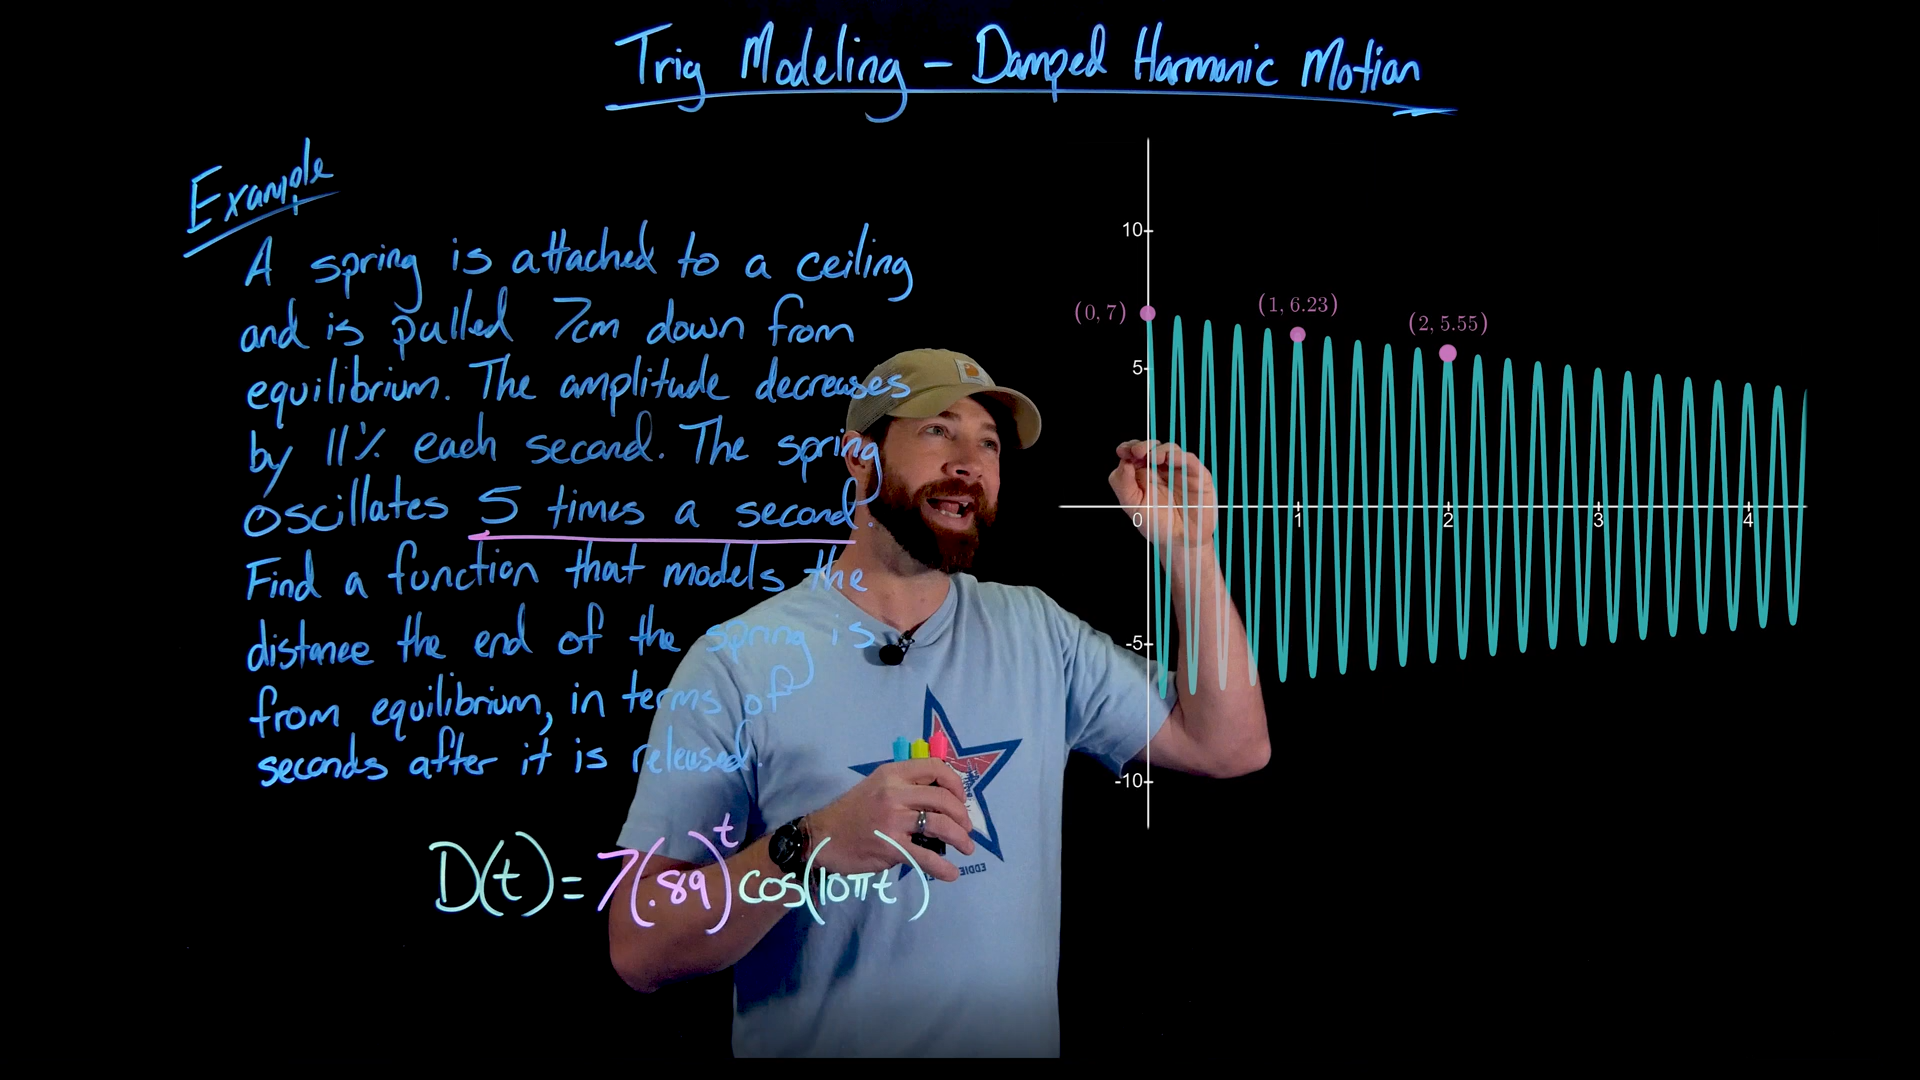 Trig Modeling – Damped Harmonic Motion
Example
A spring is attached to a ceiling
and is pulled 7cm down from
equilibrium. The amplitude decreases
by 11% each second. The spring
oscillates 5 times a second.
Find a function that models the
distance the end of the spring is
from equilibrium, in terms of
seconds after it is released.
D(t) = 7(.89)^t cos(10πt)
10
(0, 7)
(1, 6.23)
(2, 5.55)
5
0
1
2
3
4
-5
-10
EDDIE